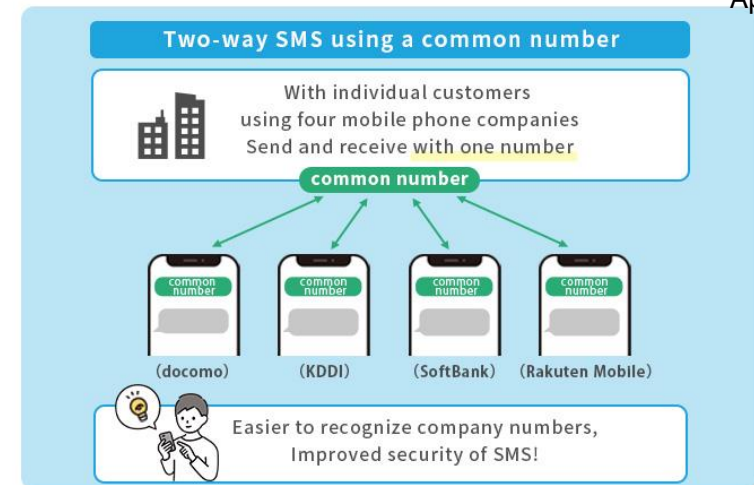 Ap
Two-way SMS using a common number
With individual customers
using four mobile phone companies
Send and receive with one number
common number
common
number
common
number
common
number
common
number
(docomo)
(KDDI)
(SoftBank)
(Rakuten Mobile)
Easier to recognize company numbers,
Improved security of SMS!